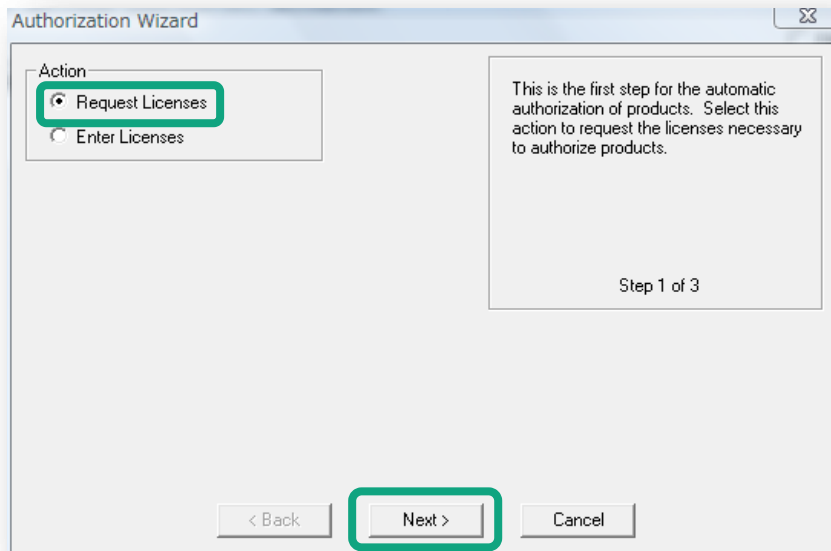 Authorization Wizard
Action
Request Licenses
Enter Licenses
This is the first step for the automatic
authorization of products. Select this
action to request the licenses necessary
to authorize products.
Step 1 of 3
< Back
Next >
Cancel